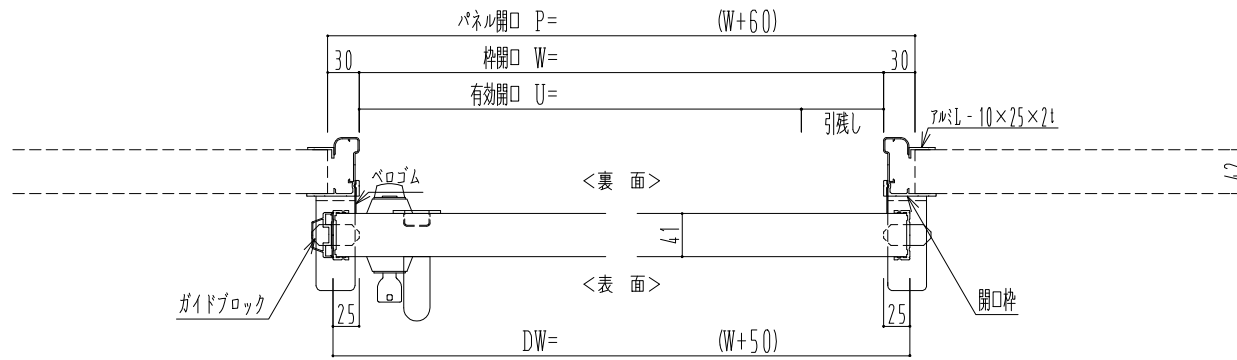 パネル開口 P= (W+60)
30 枠開口 W= 30
有効開口 U=
引残し アルミL - 10×25×2t
ベロゴム <裏 面> 42
41
<表 面>
ガイドブロック 開口枠
25 25
DW= (W+50)